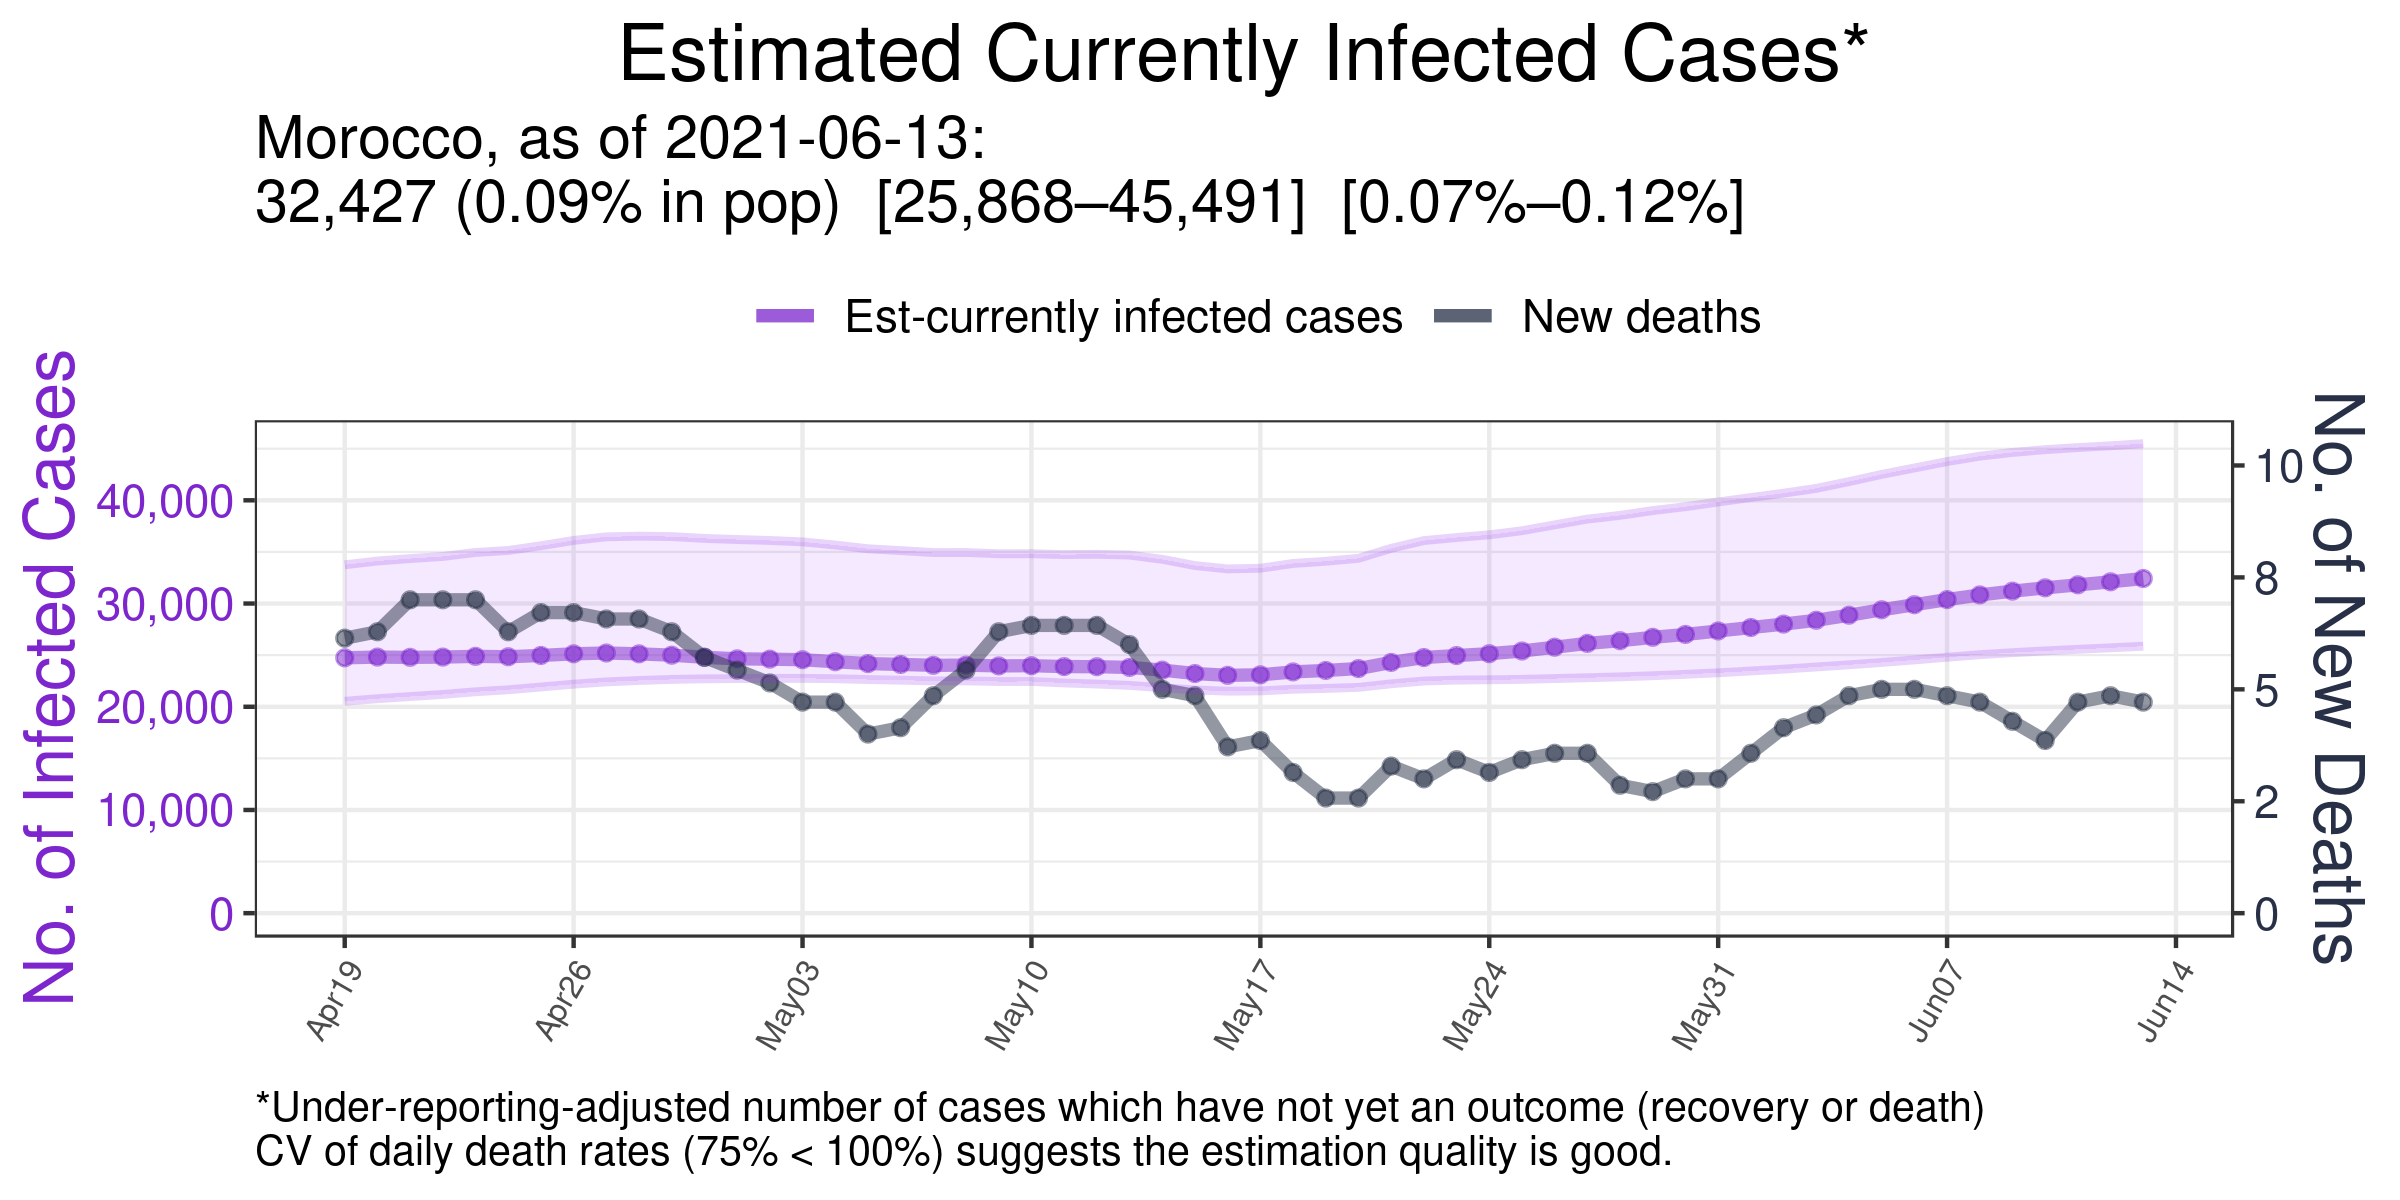 Estimated Currently Infected Cases*
Morocco, as of 2021-06-13:
32,427 (0.09% in pop)  [25,868–45,491]  [0.07%–0.12%]
Est-currently infected cases
New deaths
No. of Infected Cases
40,000
30,000
20,000
10,000
0
10
8
5
2
0
No. of New Deaths
Apr19
Apr26
May03
May10
May17
May24
May31
Jun07
Jun14
*Under-reporting-adjusted number of cases which have not yet an outcome (recovery or death)
CV of daily death rates (75% < 100%) suggests the estimation quality is good.